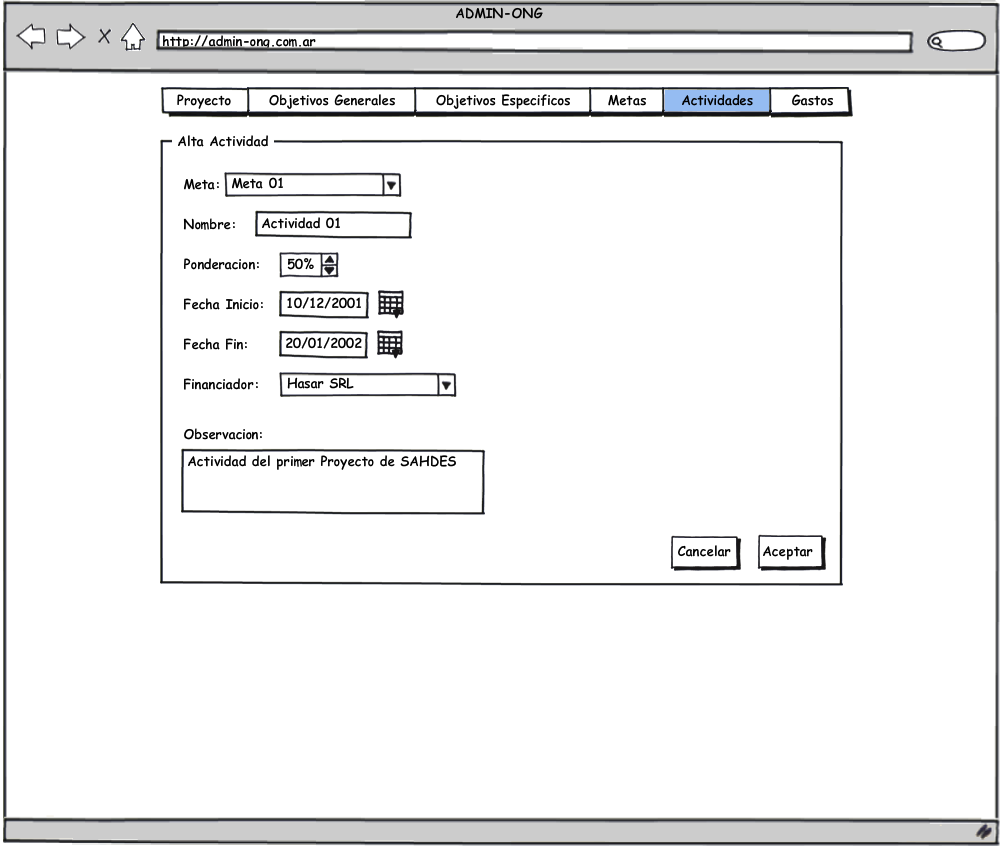 ADMIN-ONG
http://admin-ong.com.ar
Proyecto Objetivos Generales Objetivos Especificos Metas Actividades Gastos
Alta Actividad
Meta: Meta 01
Nombre: Actividad 01
Ponderacion: 50%
Fecha Inicio: 10/12/2001
Fecha Fin: 20/01/2002
Financiador: Hasar SRL
Observacion:
Actividad del primer Proyecto de SAHDES
Cancelar Aceptar